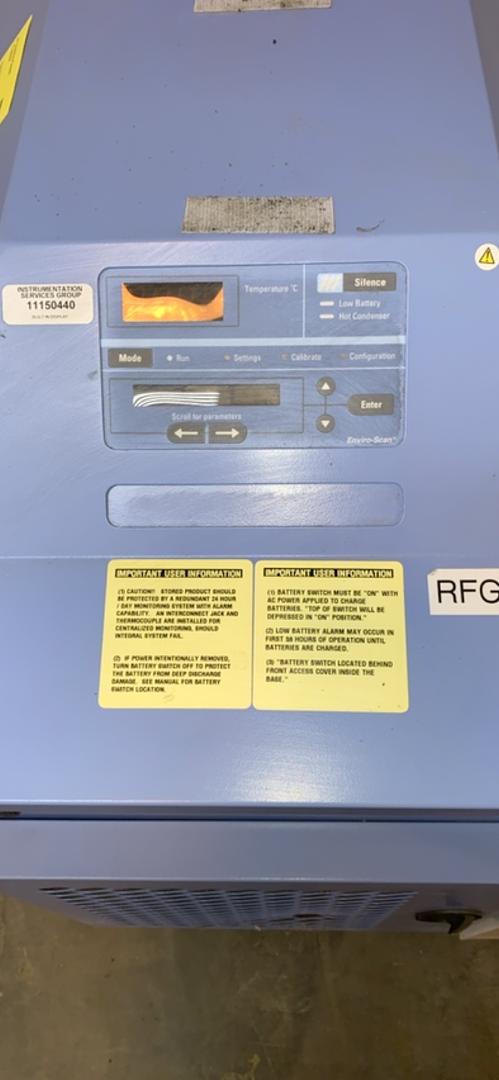 INSTRUMENTATION
SERVICES GROUP
11150440
BUILT IN DISPLAY
Temperature °C
Silence
Low Battery
Hot Condenser
Mode
Run
Settings
Calibrate
Configuration
Scroll for parameters
Enter
Enviro-Scan
IMPORTANT USER INFORMATION
(1) CAUTION!! STORED PRODUCT SHOULD
BE PROTECTED BY A REDUNDANT 24 HOUR
/ DAY MONITORING SYSTEM WITH ALARM
CAPABILITY. AN INTERCONNECT JACK AND
THERMOCOUPLE ARE INSTALLED FOR
CENTRALIZED MONITORING, SHOULD
INTEGRAL SYSTEM FAIL.
(2) IF POWER INTENTIONALLY REMOVED,
TURN BATTERY SWITCH OFF TO PROTECT
THE BATTERY FROM DEEP DISCHARGE
DAMAGE. SEE MANUAL FOR BATTERY
SWITCH LOCATION.
IMPORTANT USER INFORMATION
(1) BATTERY SWITCH MUST BE "ON" WITH
AC POWER APPLIED TO CHARGE
BATTERIES. "TOP OF SWITCH WILL BE
DEPRESSED IN "ON" POSITION."
(2) LOW BATTERY ALARM MAY OCCUR IN
FIRST 36 HOURS OF OPERATION UNTIL
BATTERIES ARE CHARGED.
(3) "BATTERY SWITCH LOCATED BEHIND
FRONT ACCESS COVER INSIDE THE
BASE."
RFG